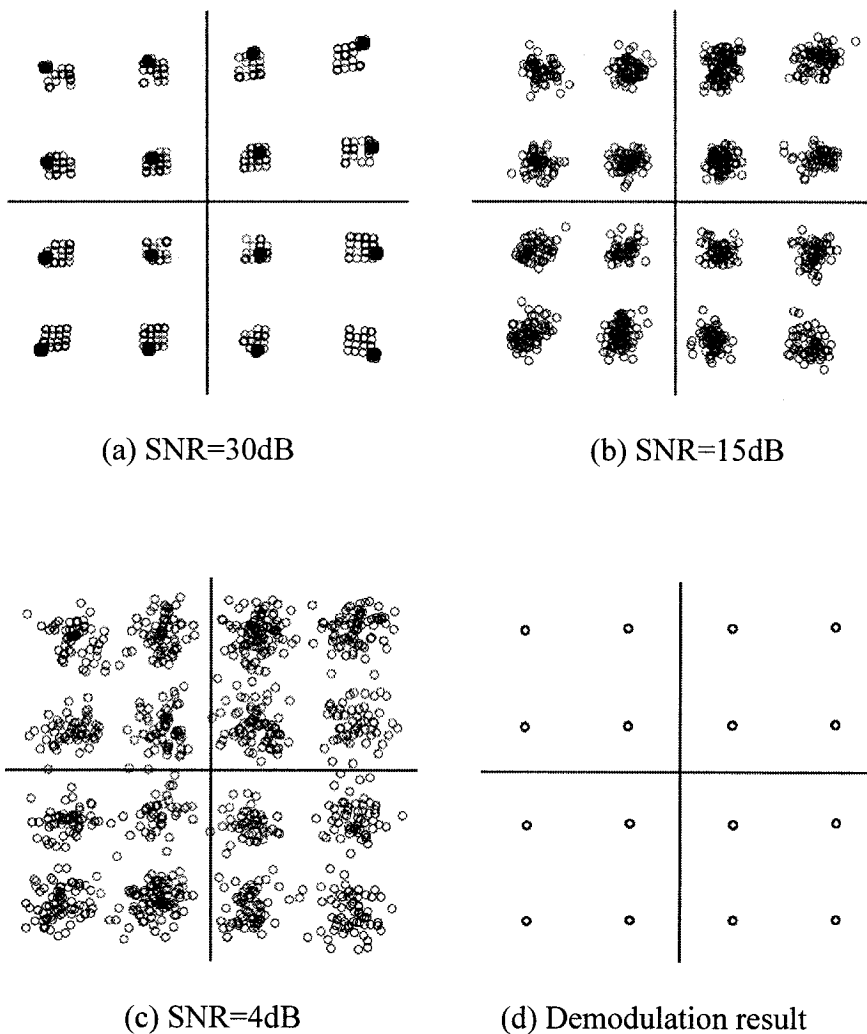 (a) SNR=30dB
(b) SNR=15dB
(c) SNR=4dB
(d) Demodulation result